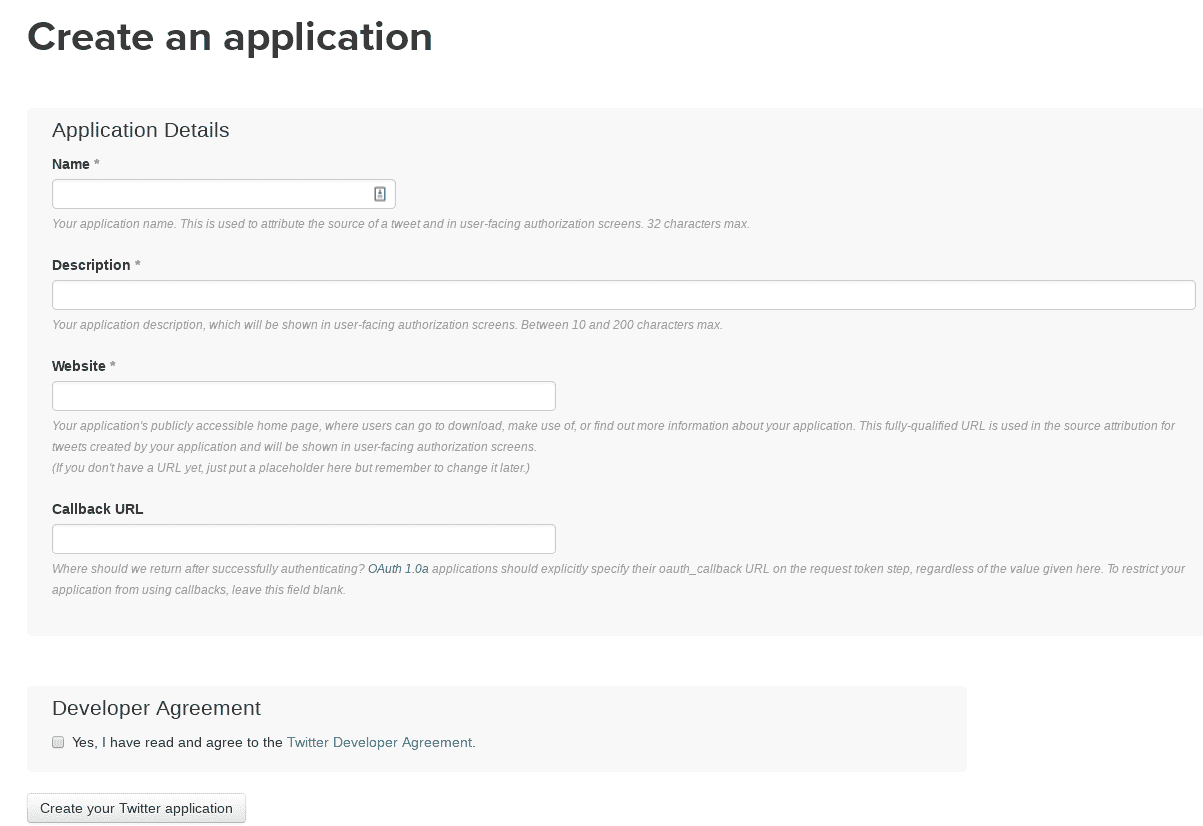 Create an application
Application Details
Name *
Your application name. This is used to attribute the source of a tweet and in user-facing authorization screens. 32 characters max.
Description *
Your application description, which will be shown in user-facing authorization screens. Between 10 and 200 characters max.
Website *
Your application's publicly accessible home page, where users can go to download, make use of, or find out more information about your application. This fully-qualified URL is used in the source attribution for
tweets created by your application and will be shown in user-facing authorization screens.
(If you don't have a URL yet, just put a placeholder here but remember to change it later.)
Callback URL
Where should we return after successfully authenticating? OAuth 1.0a applications should explicitly specify their oauth_callback URL on the request token step, regardless of the value given here. To restrict your
application from using callbacks, leave this field blank.
Developer Agreement
Yes, I have read and agree to the Twitter Developer Agreement.
Create your Twitter application